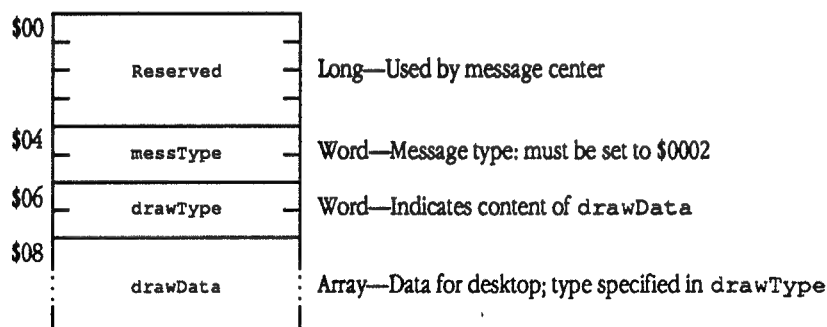 $00
Reserved Long—Used by message center
$04
messType Word—Message type: must be set to $0002
$06
drawType Word—Indicates content of drawData
$08
drawData Array—Data for desktop; type specified in drawType